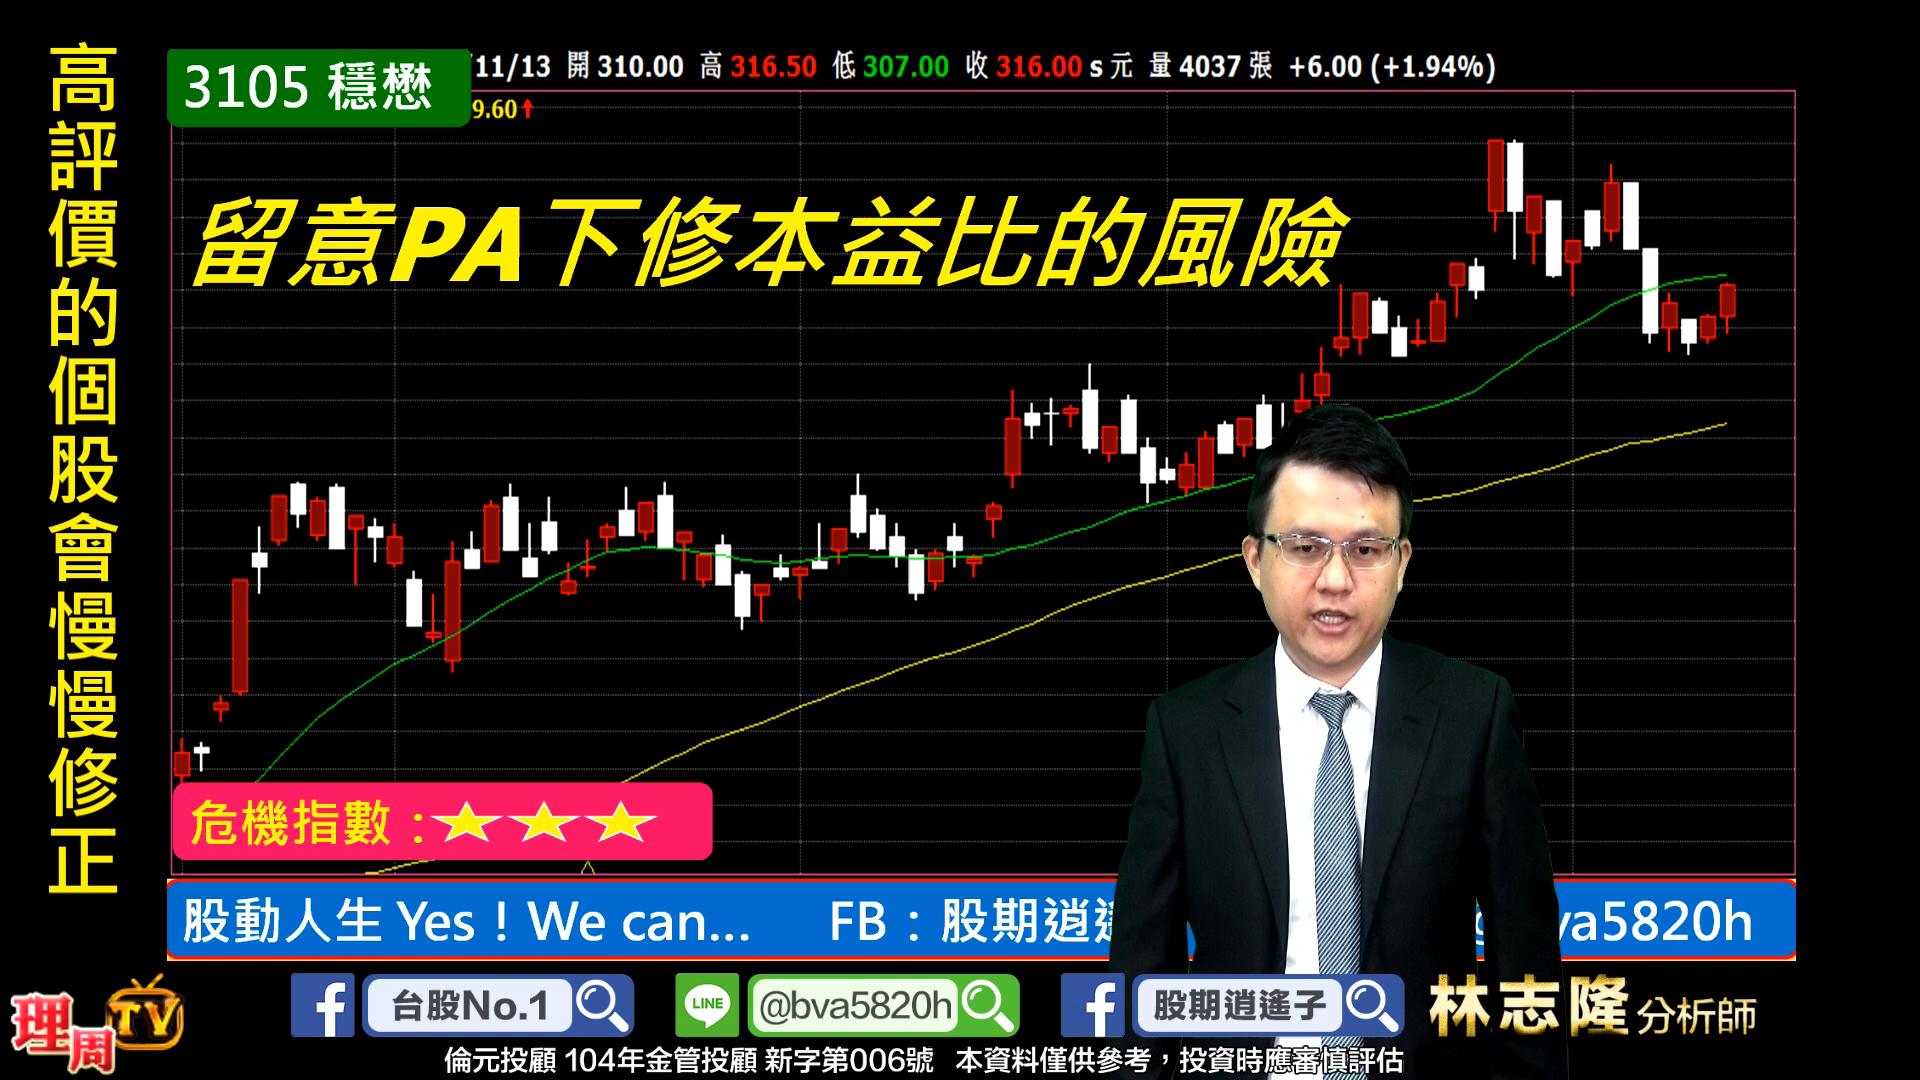 高評價的個股會慢慢修正
3105 穩懋
/11/13 開 310.00 高 316.50 低 307.00 收 316.00 s 元 量 4037 張 +6.00 (+1.94%)
9.60
留意PA下修本益比的風險
危機指數：
股動人生 Yes！We can... FB：股期逍遙 @bva5820h
理周TV
台股No.1
LINE
@bva5820h
股期逍遙子
林志隆 分析師
倫元投顧 104年金管投顧 新字第006號 本資料僅供參考，投資時應審慎評估